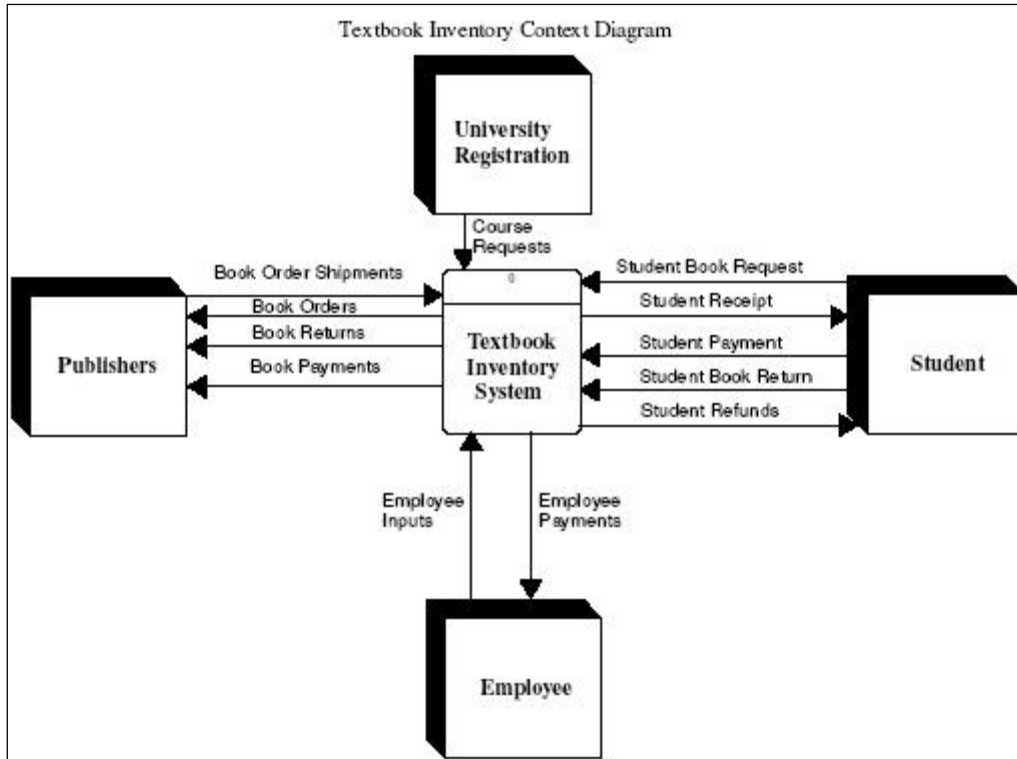 Textbook Inventory Context Diagram
University
Registration
Course
Requests
Book Order Shipments
Book Orders
Book Returns
Book Payments
Publishers
0
Textbook
Inventory
System
Student Book Request
Student Receipt
Student Payment
Student Book Return
Student Refunds
Student
Employee
Inputs
Employee
Payments
Employee